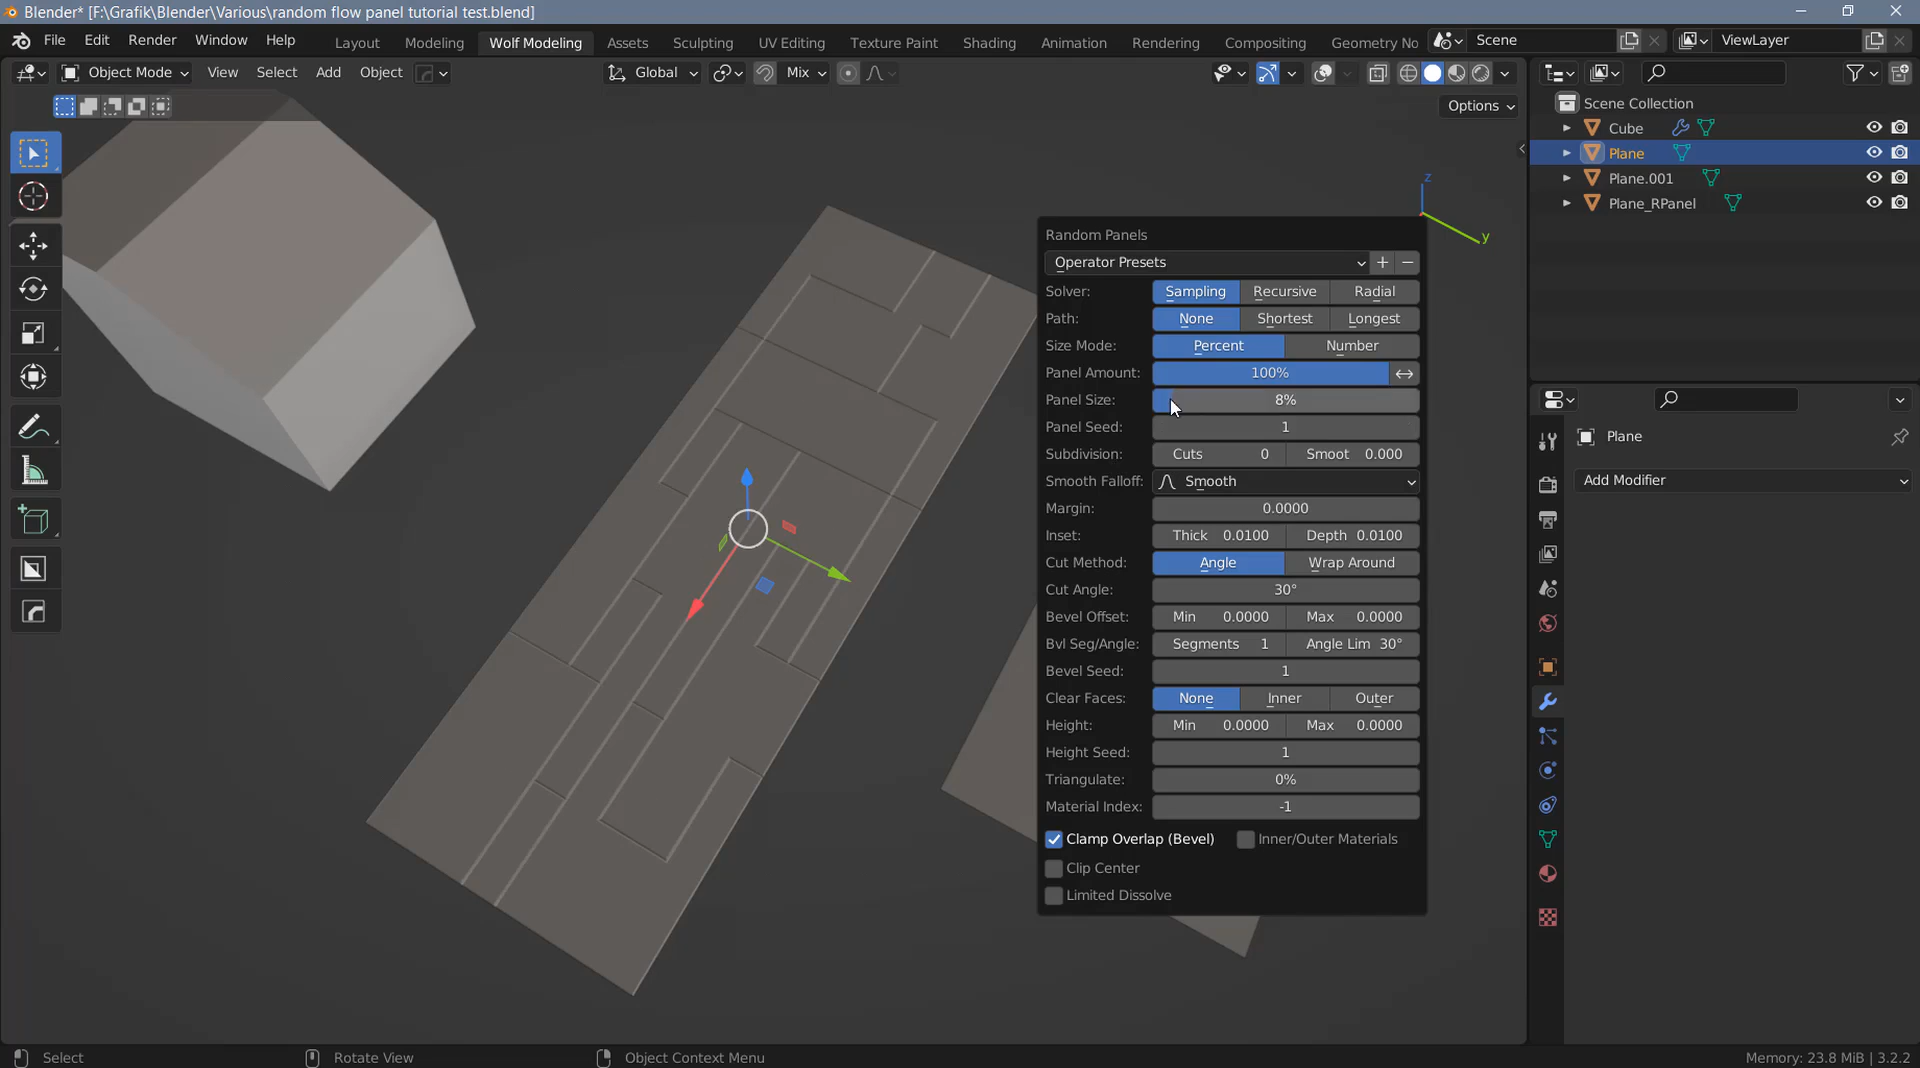 Blender* [F:\Grafik\Blender\Various\random flow panel tutorial test.blend]
File Edit Render Window Help Layout Modeling Wolf Modeling Assets Sculpting UV Editing Texture Paint Shading Animation Rendering Compositing Geometry No Scene ViewLayer
Object Mode View Select Add Object Global Mix
Options
Scene Collection
Cube
Plane
Plane.001
Plane_RPanel
z
y
Random Panels
Operator Presets
Solver: Sampling Recursive Radial
Path: None Shortest Longest
Size Mode: Percent Number
Panel Amount: 100%
Panel Size: 8%
Panel Seed: 1
Subdivision: Cuts 0 Smoot 0.000
Smooth Falloff: Smooth
Margin: 0.0000
Inset: Thick 0.0100 Depth 0.0100
Cut Method: Angle Wrap Around
Cut Angle: 30°
Bevel Offset: Min 0.0000 Max 0.0000
Bvl Seg/Angle: Segments 1 Angle Lim 30°
Bevel Seed: 1
Clear Faces: None Inner Outer
Height: Min 0.0000 Max 0.0000
Height Seed: 1
Triangulate: 0%
Material Index: -1
Clamp Overlap (Bevel) Inner/Outer Materials
Clip Center
Limited Dissolve
Plane
Add Modifier
Select Rotate View Object Context Menu Memory: 23.8 MiB | 3.2.2